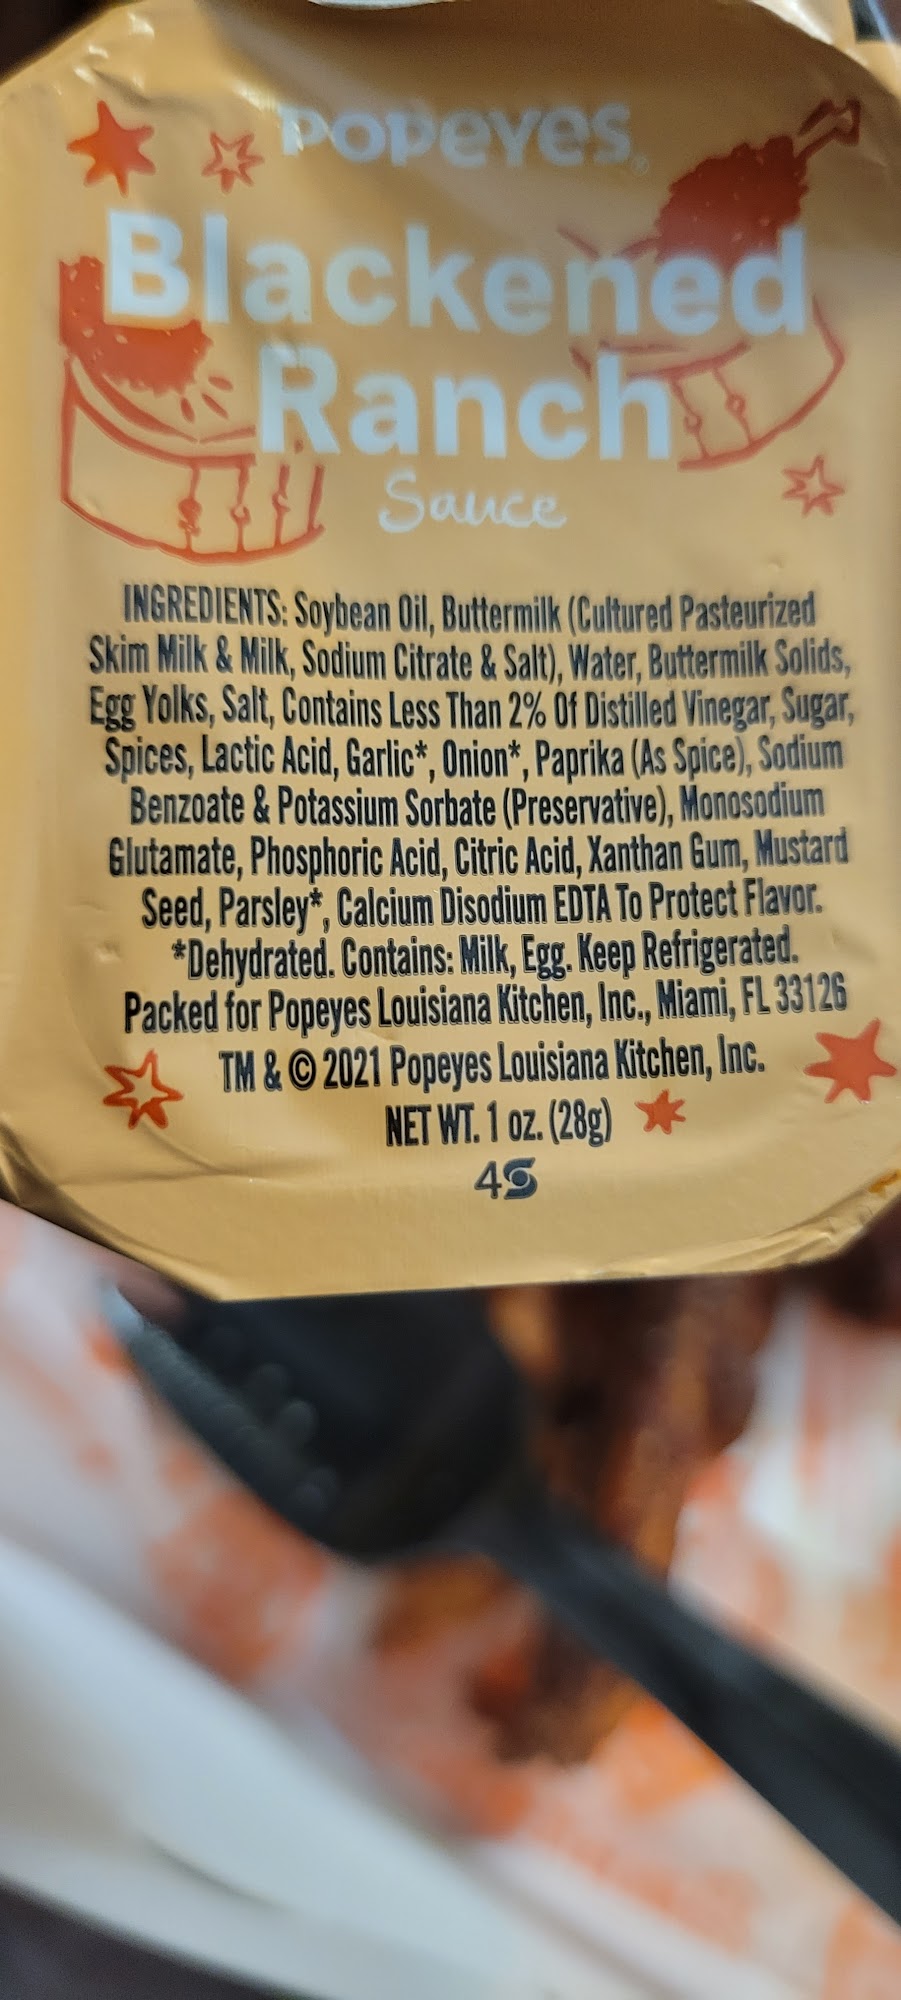 POPEYES®
Blackened
Ranch
Sauce
INGREDIENTS: Soybean Oil, Buttermilk (Cultured Pasteurized
Skim Milk & Milk, Sodium Citrate & Salt), Water, Buttermilk Solids,
Egg Yolks, Salt, Contains Less Than 2% Of Distilled Vinegar, Sugar,
Spices, Lactic Acid, Garlic*, Onion*, Paprika (As Spice), Sodium
Benzoate & Potassium Sorbate (Preservative), Monosodium
Glutamate, Phosphoric Acid, Citric Acid, Xanthan Gum, Mustard
Seed, Parsley*, Calcium Disodium EDTA To Protect Flavor.
*Dehydrated. Contains: Milk, Egg. Keep Refrigerated.
Packed for Popeyes Louisiana Kitchen, Inc., Miami, FL 33126
TM & © 2021 Popeyes Louisiana Kitchen, Inc.
NET WT. 1 oz. (28g)
4S